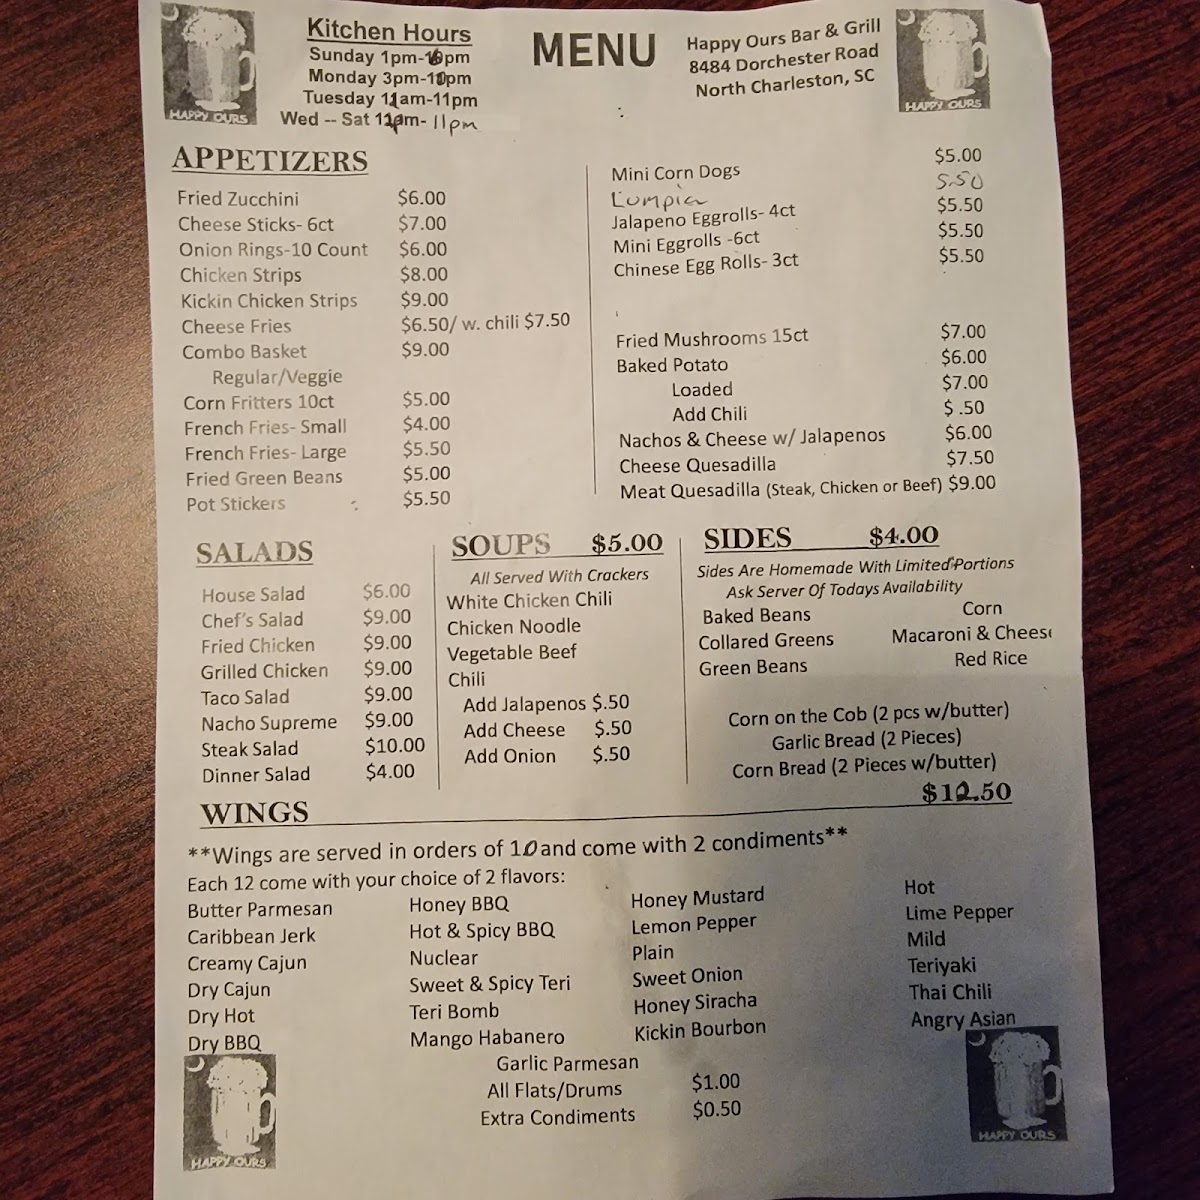 HAPPY OURS
Kitchen Hours
Sunday 1pm-10pm
Monday 3pm-10pm
Tuesday 11am-11pm
Wed -- Sat 11pm- 11pm
MENU
Happy Ours Bar & Grill
8484 Dorchester Road
North Charleston, SC
HAPPY OURS
APPETIZERS
Fried Zucchini $6.00
Cheese Sticks- 6ct $7.00
Onion Rings-10 Count $6.00
Chicken Strips $8.00
Kickin Chicken Strips $9.00
Cheese Fries $6.50/ w. chili $7.50
Combo Basket $9.00
Regular/Veggie
Corn Fritters 10ct $5.00
French Fries- Small $4.00
French Fries- Large $5.50
Fried Green Beans $5.00
Pot Stickers $5.50
Mini Corn Dogs $5.00
Lumpia 5.50
Jalapeno Eggrolls- 4ct $5.50
Mini Eggrolls -6ct $5.50
Chinese Egg Rolls- 3ct $5.50
Fried Mushrooms 15ct $7.00
Baked Potato $6.00
Loaded $7.00
Add Chili $ .50
Nachos & Cheese w/ Jalapenos $6.00
Cheese Quesadilla $7.50
Meat Quesadilla (Steak, Chicken or Beef) $9.00
SALADS
House Salad $6.00
Chef's Salad $9.00
Fried Chicken $9.00
Grilled Chicken $9.00
Taco Salad $9.00
Nacho Supreme $9.00
Steak Salad $10.00
Dinner Salad $4.00
SOUPS $5.00
All Served With Crackers
White Chicken Chili
Chicken Noodle
Vegetable Beef
Chili
Add Jalapenos $.50
Add Cheese $.50
Add Onion $.50
SIDES $4.00
Sides Are Homemade With Limited Portions
Ask Server Of Todays Availability
Baked Beans Corn
Collared Greens Macaroni & Cheese
Green Beans Red Rice
Corn on the Cob (2 pcs w/butter)
Garlic Bread (2 Pieces)
Corn Bread (2 Pieces w/butter)
WINGS $12.50
**Wings are served in orders of 10 and come with 2 condiments**
Each 12 come with your choice of 2 flavors:
Butter Parmesan Honey BBQ Honey Mustard Hot
Caribbean Jerk Hot & Spicy BBQ Lemon Pepper Lime Pepper
Creamy Cajun Nuclear Plain Mild
Dry Cajun Sweet & Spicy Teri Sweet Onion Teriyaki
Dry Hot Teri Bomb Honey Siracha Thai Chili
Dry BBQ Mango Habanero Kickin Bourbon Angry Asian
Garlic Parmesan
All Flats/Drums $1.00
Extra Condiments $0.50
HAPPY OURS
HAPPY OURS